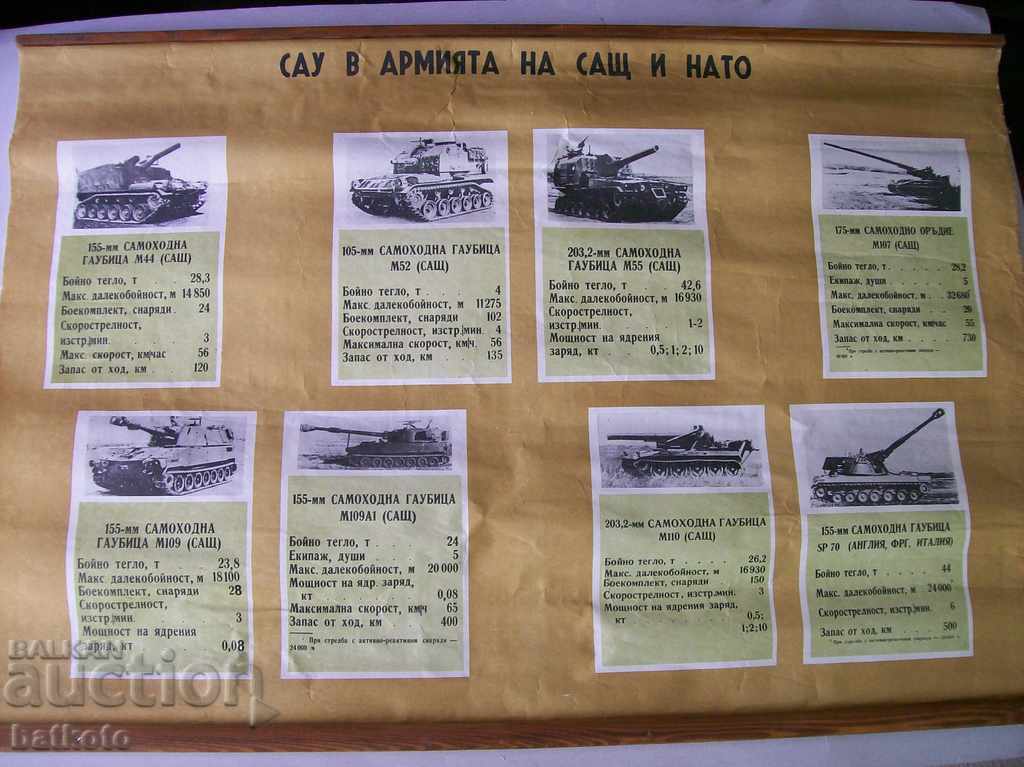 САУ В АРМИЯТА НА САЩ И НАТО
155-мм САМОХОДНА
ГАУБИЦА М44 (САЩ)
Бойно тегло, т . . . . 28,3
Макс. далекобойност, м 14 850
Боекомплект, снаряди . 24
Скорострелност,
изстр/мин. . . . . 3
Макс. скорост, км/час 56
Запас от ход, км . . . 120
105-мм САМОХОДНА ГАУБИЦА
М52 (САЩ)
Бойно тегло, т . . . . 4
Макс. далекобойност, м 11275
Боекомплект, снаряди 102
Скорострелност, изстр/мин. 4
Максимална скорост, км/ч. 56
Запас от ход, км . . . 135
203,2-мм САМОХОДНА
ГАУБИЦА М55 (САЩ)
Бойно тегло, т . . . . 42,6
Макс. далекобойност, м 16930
Скорострелност,
изстр/мин. . . . . 1-2
Мощност на ядрения
заряд, кт . . 0,5; 1; 2; 10
175-мм САМОХОДНО ОРЪДИЕ
М107 (САЩ)
Бойно тегло, т . . . . 28,2
Екипаж, души . . . . 5
Макс. далекобойност, м . 32680*
Боекомплект, снаряди
Максимална скорост, км/час 55
Запас от ход, км . . . 730
155-мм САМОХОДНА
ГАУБИЦА М109 (САЩ)
Бойно тегло, т . . . . 23,8
Макс. далекобойност, м 18100
Боекомплект, снаряди 28
Скорострелност,
изстр/мин. . . . . 3
Мощност на ядрения
заряд, кт . . . . 0,08
155-мм САМОХОДНА ГАУБИЦА
М109А1 (САЩ)
Бойно тегло, т . . . . 24
Екипаж, души . . . . 5
Макс. далекобойност, м 20 000
Мощност на ядр. заряд,
кт . . . . . 0,08
Максимална скорост, км/ч 65
Запас от ход, км . . . 400
* При стрелба с активно-реактивни снаряди —
24 000 м
203,2-мм САМОХОДНА ГАУБИЦА
М110 (САЩ)
Бойно тегло, т . . . . 26,2
Макс. далекобойност, м 16930
Боекомплект, снаряди 150
Скорострелност, изстр/мин. 3
Мощност на ядрения заряд,
кт . . . . . 0,5;
1; 2; 10
155-мм САМОХОДНА ГАУБИЦА
SP 70 (АНГЛИЯ, ФРГ, ИТАЛИЯ)
Бойно тегло, т . . . . 44
Макс. далекобойност, м 24000
Скорострелност, изстр/мин. 6
Запас от ход, км . . . 500
BALKAN
auction
batkoto